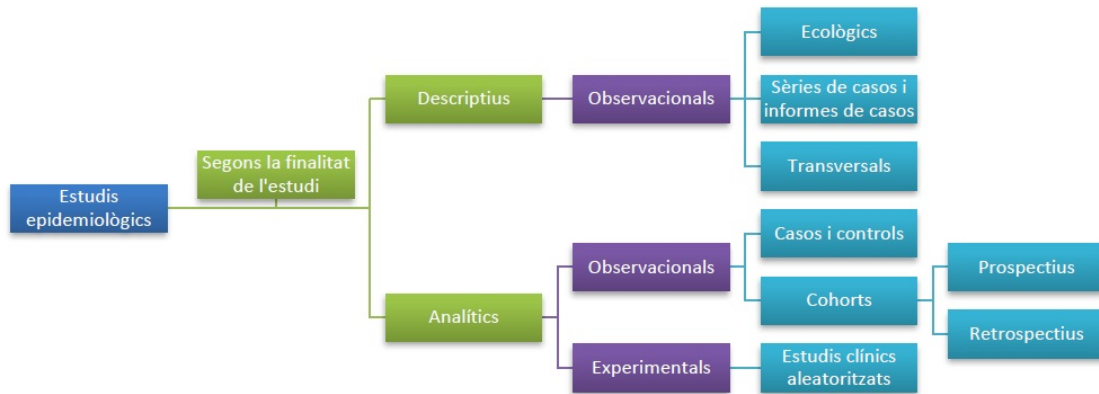 Estudis
epidemiològics
Segons la finalitat
de l'estudi
Descriptius
Observacionals
Ecològics
Sèries de casos i
informes de casos
Transversals
Analítics
Observacionals
Casos i controls
Cohorts
Prospectius
Retrospectius
Experimentals
Estudis clínics
aleatoritzats